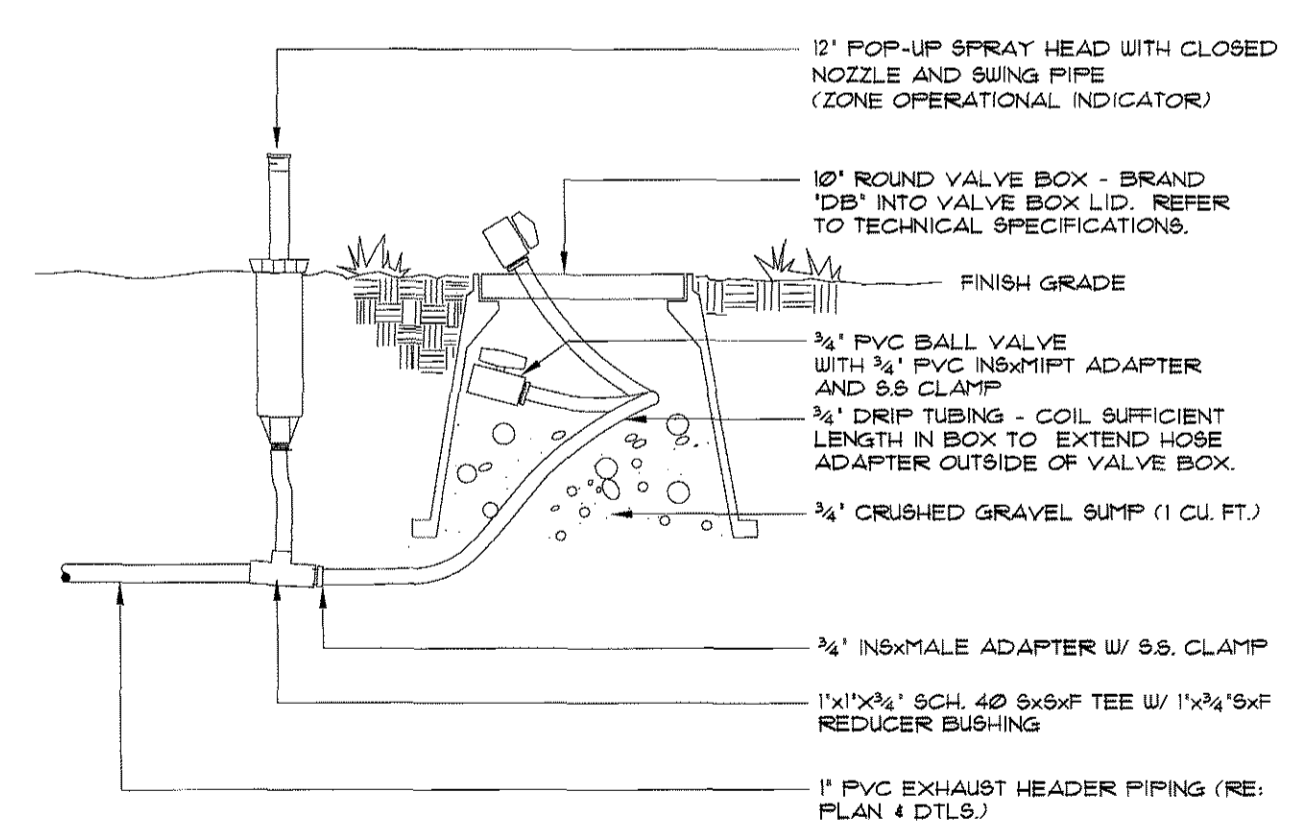 12" POP-UP SPRAY HEAD WITH CLOSED
NOZZLE AND SWING PIPE
(ZONE OPERATIONAL INDICATOR)
10" ROUND VALVE BOX - BRAND
"DB" INTO VALVE BOX LID. REFER
TO TECHNICAL SPECIFICATIONS.
FINISH GRADE
3/4" PVC BALL VALVE
WITH 3/4" PVC INSxMIPT ADAPTER
AND S.S CLAMP
3/4" DRIP TUBING - COIL SUFFICIENT
LENGTH IN BOX TO EXTEND HOSE
ADAPTER OUTSIDE OF VALVE BOX.
3/4" CRUSHED GRAVEL SUMP (1 CU. FT.)
3/4" INSxMALE ADAPTER W/ S.S. CLAMP
1"x1"X3/4" SCH. 40 SxSxF TEE W/ 1"x3/4"SxF
REDUCER BUSHING
1" PVC EXHAUST HEADER PIPING (RE:
PLAN & DTLS.)